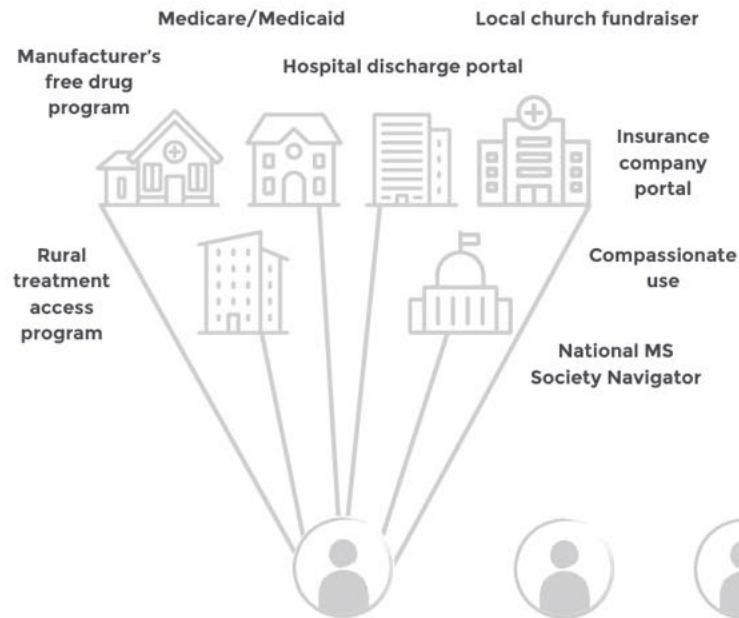 Medicare/Medicaid
Local church fundraiser
Manufacturer's
free drug
program
Hospital discharge portal
Insurance
company
portal
Rural
treatment
access
program
Compassionate
use
National MS
Society Navigator